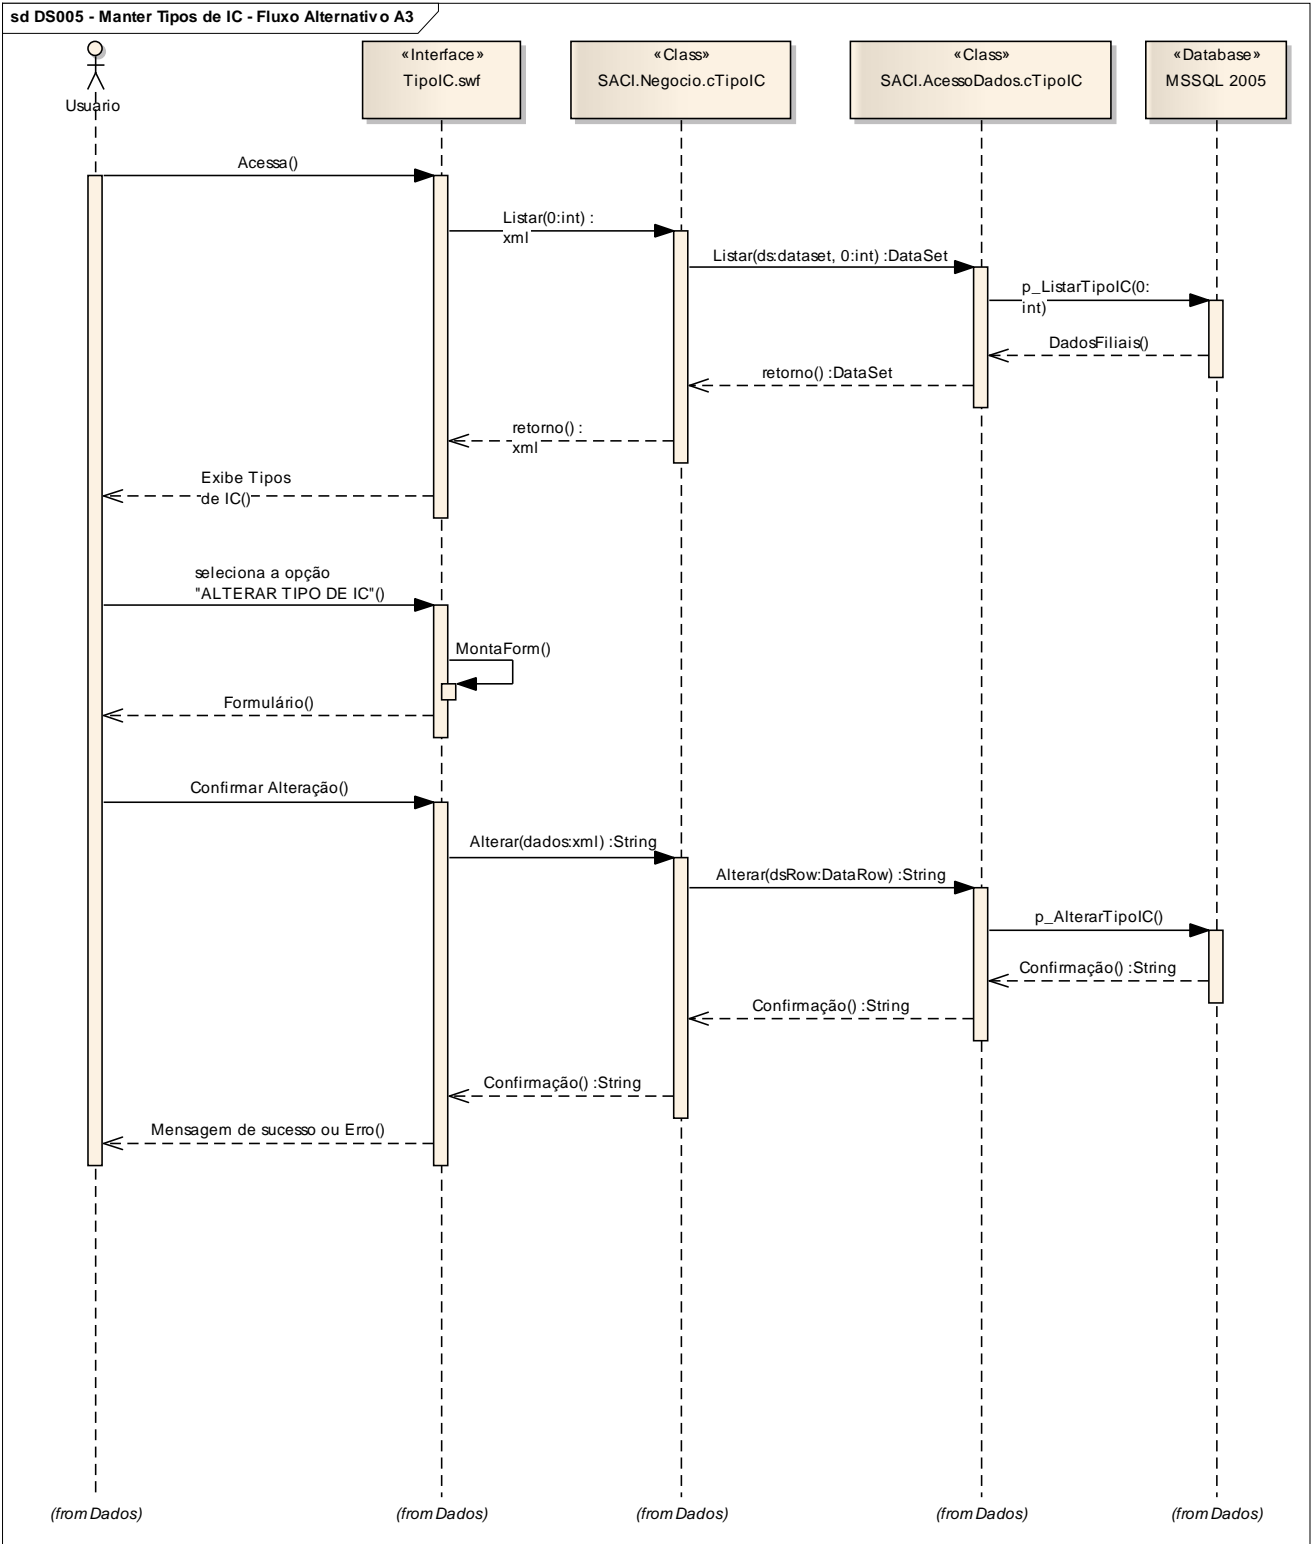 sd DS005 - Manter Tipos de IC - Fluxo Alternativo A3
Usuário
«Interface»
TipoIC.swf
«Class»
SACI.Negocio.cTipoIC
«Class»
SACI.AcessoDados.cTipoIC
«Database»
MSSQL 2005
Acessa()
Listar(0:int) :
xml
Listar(ds:dataset, 0:int) :DataSet
p_ListarTipoIC(0:
int)
DadosFiliais()
retorno() :DataSet
retorno() :
xml
Exibe Tipos
de IC()
seleciona a opção
"ALTERAR TIPO DE IC"()
MontaForm()
Formulário()
Confirmar Alteração()
Alterar(dados:xml) :String
Alterar(dsRow:DataRow) :String
p_AlterarTipoIC()
Confirmação() :String
Confirmação() :String
Confirmação() :String
Mensagem de sucesso ou Erro()
(from Dados)
(from Dados)
(from Dados)
(from Dados)
(from Dados)